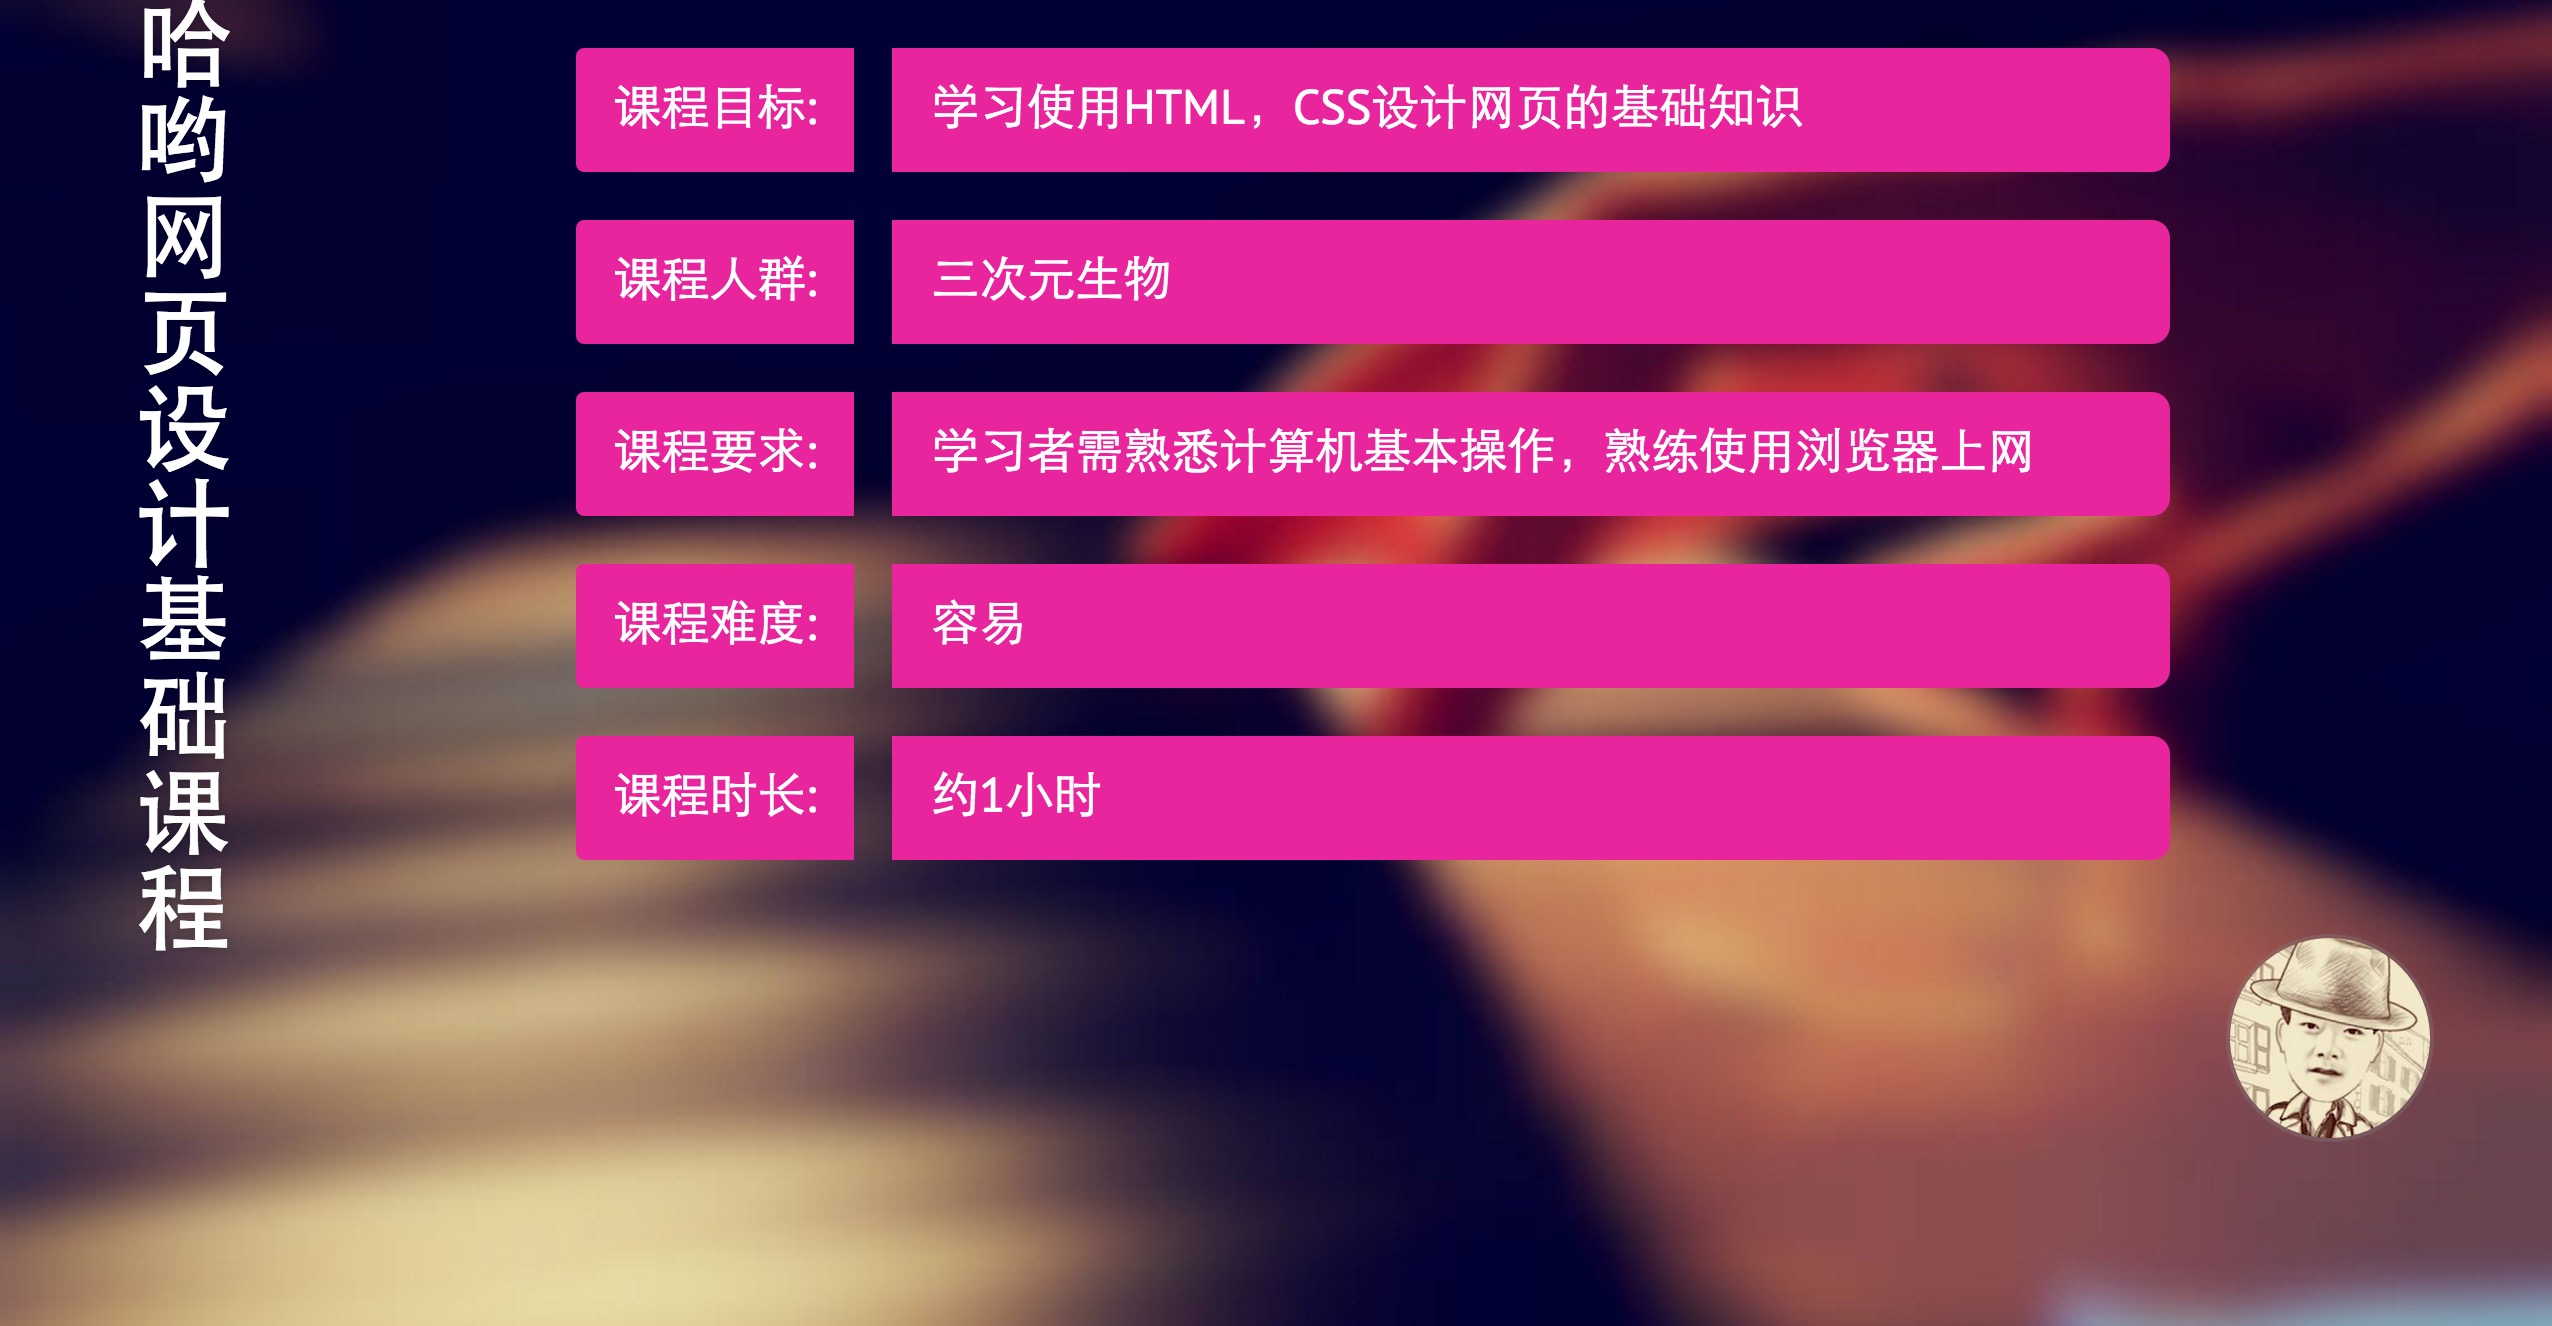 哈哟网页设计基础课程
课程目标: 学习使用HTML，CSS设计网页的基础知识
课程人群: 三次元生物
课程要求: 学习者需熟悉计算机基本操作，熟练使用浏览器上网
课程难度: 容易
课程时长: 约1小时